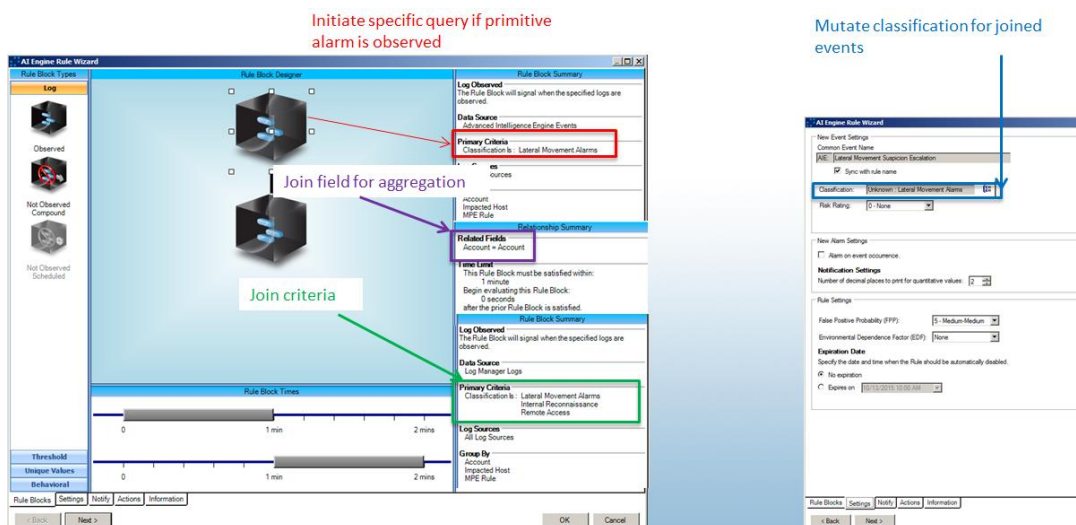 Initiate specific query if primitive
alarm is observed
Mutate classification for joined
events
AI Engine Rule Wizard
Rule Block Types
Log
Observed
Not Observed
Compound
Not Observed
Scheduled
Threshold
Unique Values
Behavioral
Rule Block Designer
Join field for aggregation
Join criteria
Rule Block Times
0
1 min
2 mins
0
1 min
2 mins
Rule Block Summary
Log Observed
The Rule Block will signal when the specified logs are
observed.
Data Source
Advanced Intelligence Engine Events
Primary Criteria
Classification Is : Lateral Movement Alarms
Account
Impacted Host
MPE Rule
Relationship Summary
Related Fields
Account = Account
Time Limit
This Rule Block must be satisfied within:
1 minute
Begin evaluating this Rule Block:
0 seconds
after the prior Rule Block is satisfied.
Rule Block Summary
Log Observed
The Rule Block will signal when the specified logs are
observed.
Data Source
Log Manager Logs
Primary Criteria
Classification Is : Lateral Movement Alarms
Internal Reconnaissance
Remote Access
Log Sources
All Log Sources
Group By
Account
Impacted Host
MPE Rule
Rule Blocks Settings Notify Actions Information
< Back Next > OK Cancel
AI Engine Rule Wizard
New Event Settings
Common Event Name
AIE: Lateral Movement Suspicion Escalation
Sync with rule name
Classification: Unknown : Lateral Movement Alarms
Risk Rating: 0 - None
New Alarm Settings
Alarm on event occurrence.
Notification Settings
Number of decimal places to print for quantitative values: 2
Rule Settings
False Positive Probability (FPP): 5 - Medium-Medium
Environmental Dependence Factor (EDF): None
Expiration Date
Specify the date and time when the Rule should be automatically disabled.
No expiration
Expires on 10/13/2015 10:00 AM
Rule Blocks Settings Notify Actions Information
< Back Next >